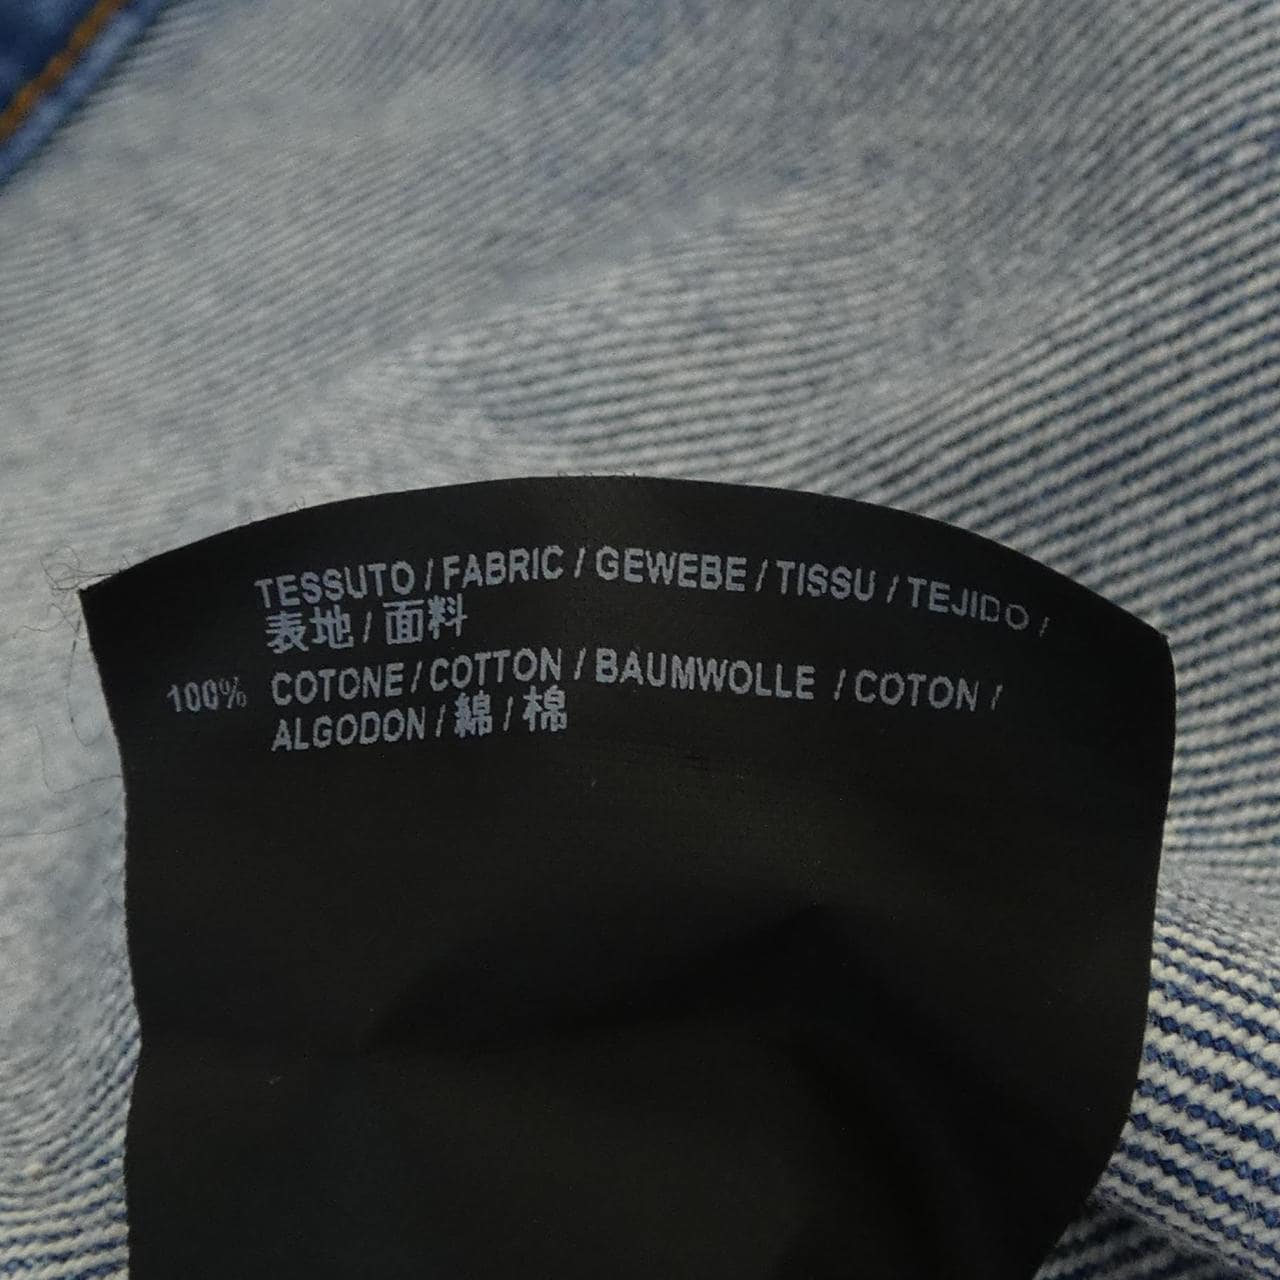 TESSUTO / FABRIC / GEWEBE / TISSU / TEJIDO /
表地 / 面料
100% COTONE / COTTON / BAUMWOLLE / COTON /
ALGODON / 綿 / 棉